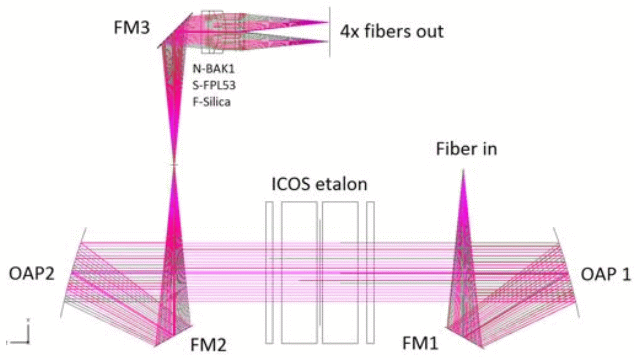 FM3
4x fibers out
N-BAK1
S-FPL53
F-Silica
Fiber in
ICOS etalon
OAP2
OAP 1
FM2
FM1